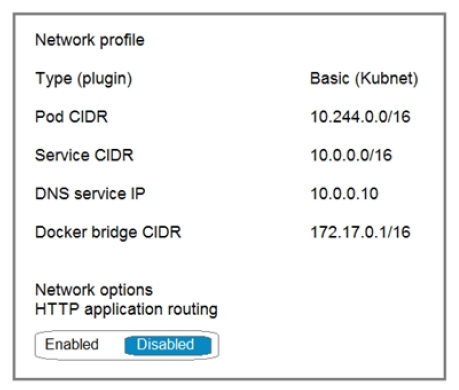 Network profile
Type (plugin) Basic (Kubnet)
Pod CIDR 10.244.0.0/16
Service CIDR 10.0.0.0/16
DNS service IP 10.0.0.10
Docker bridge CIDR 172.17.0.1/16
Network options
HTTP application routing
Enabled Disabled